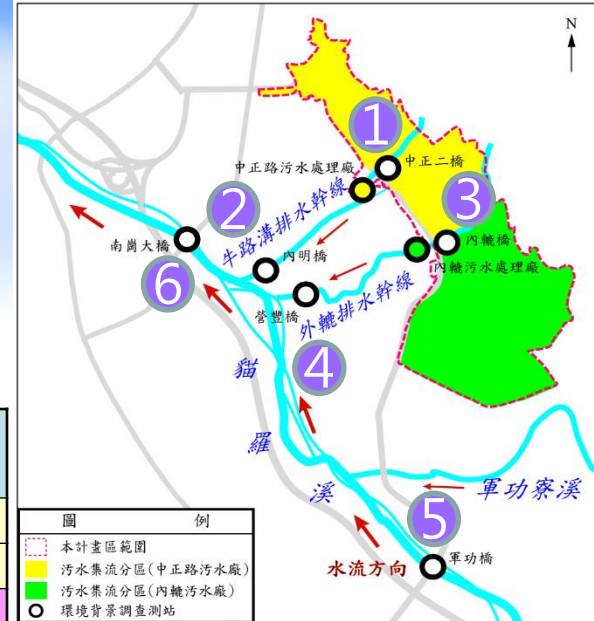 N
1
中正路污水處理廠
中正二橋
2
3
牛路溝排水幹線
內轆橋
南崗大橋
內明橋
內轆污水處理廠
6
營豐橋
外轆排水幹線
4
貓羅溪
軍功寮溪
5
水流方向
軍功橋
圖例
本計畫區範圍
污水集流分區(中正路污水廠)
污水集流分區(內轆污水廠)
環境背景調查測站